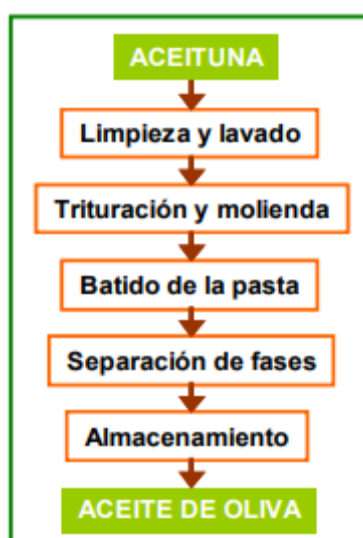 ACEITUNA
Limpieza y lavado
Trituración y molienda
Batido de la pasta
Separación de fases
Almacenamiento
ACEITE DE OLIVA